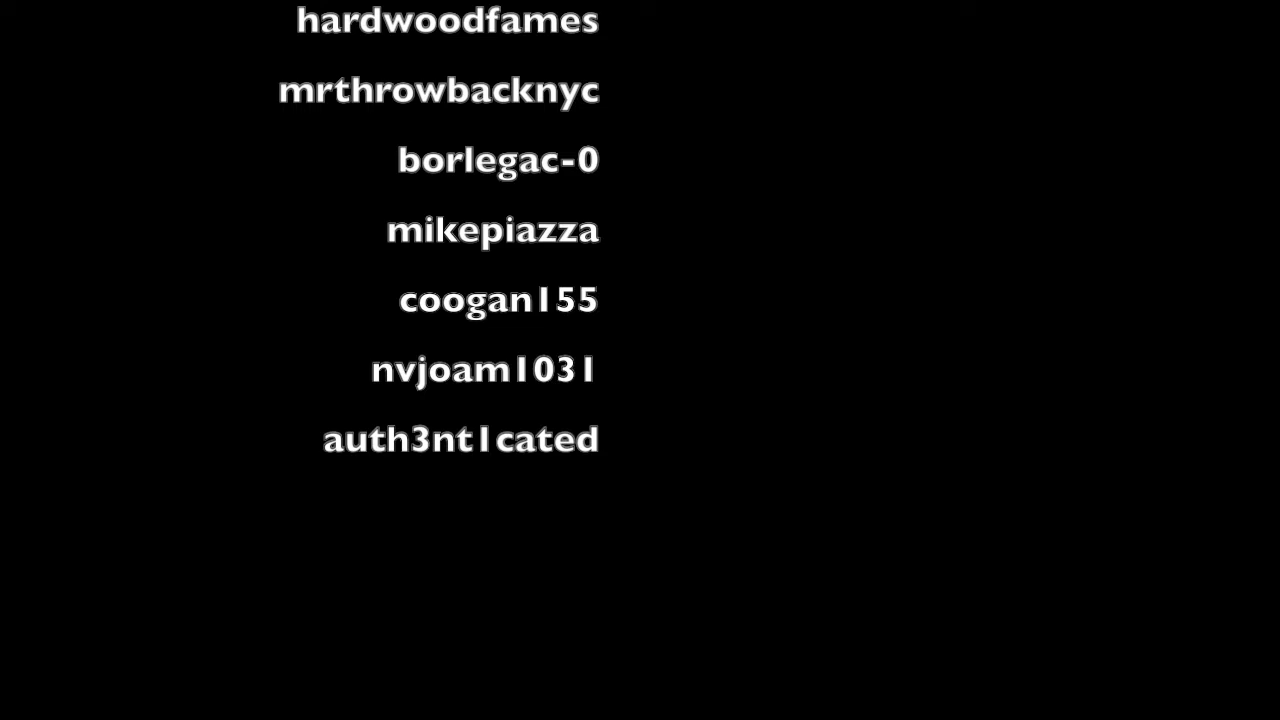 hardwoodfames
mrthrowbacknyc
borlegac-0
mikepiazza
coogan155
nvjoam1031
auth3nt1cated